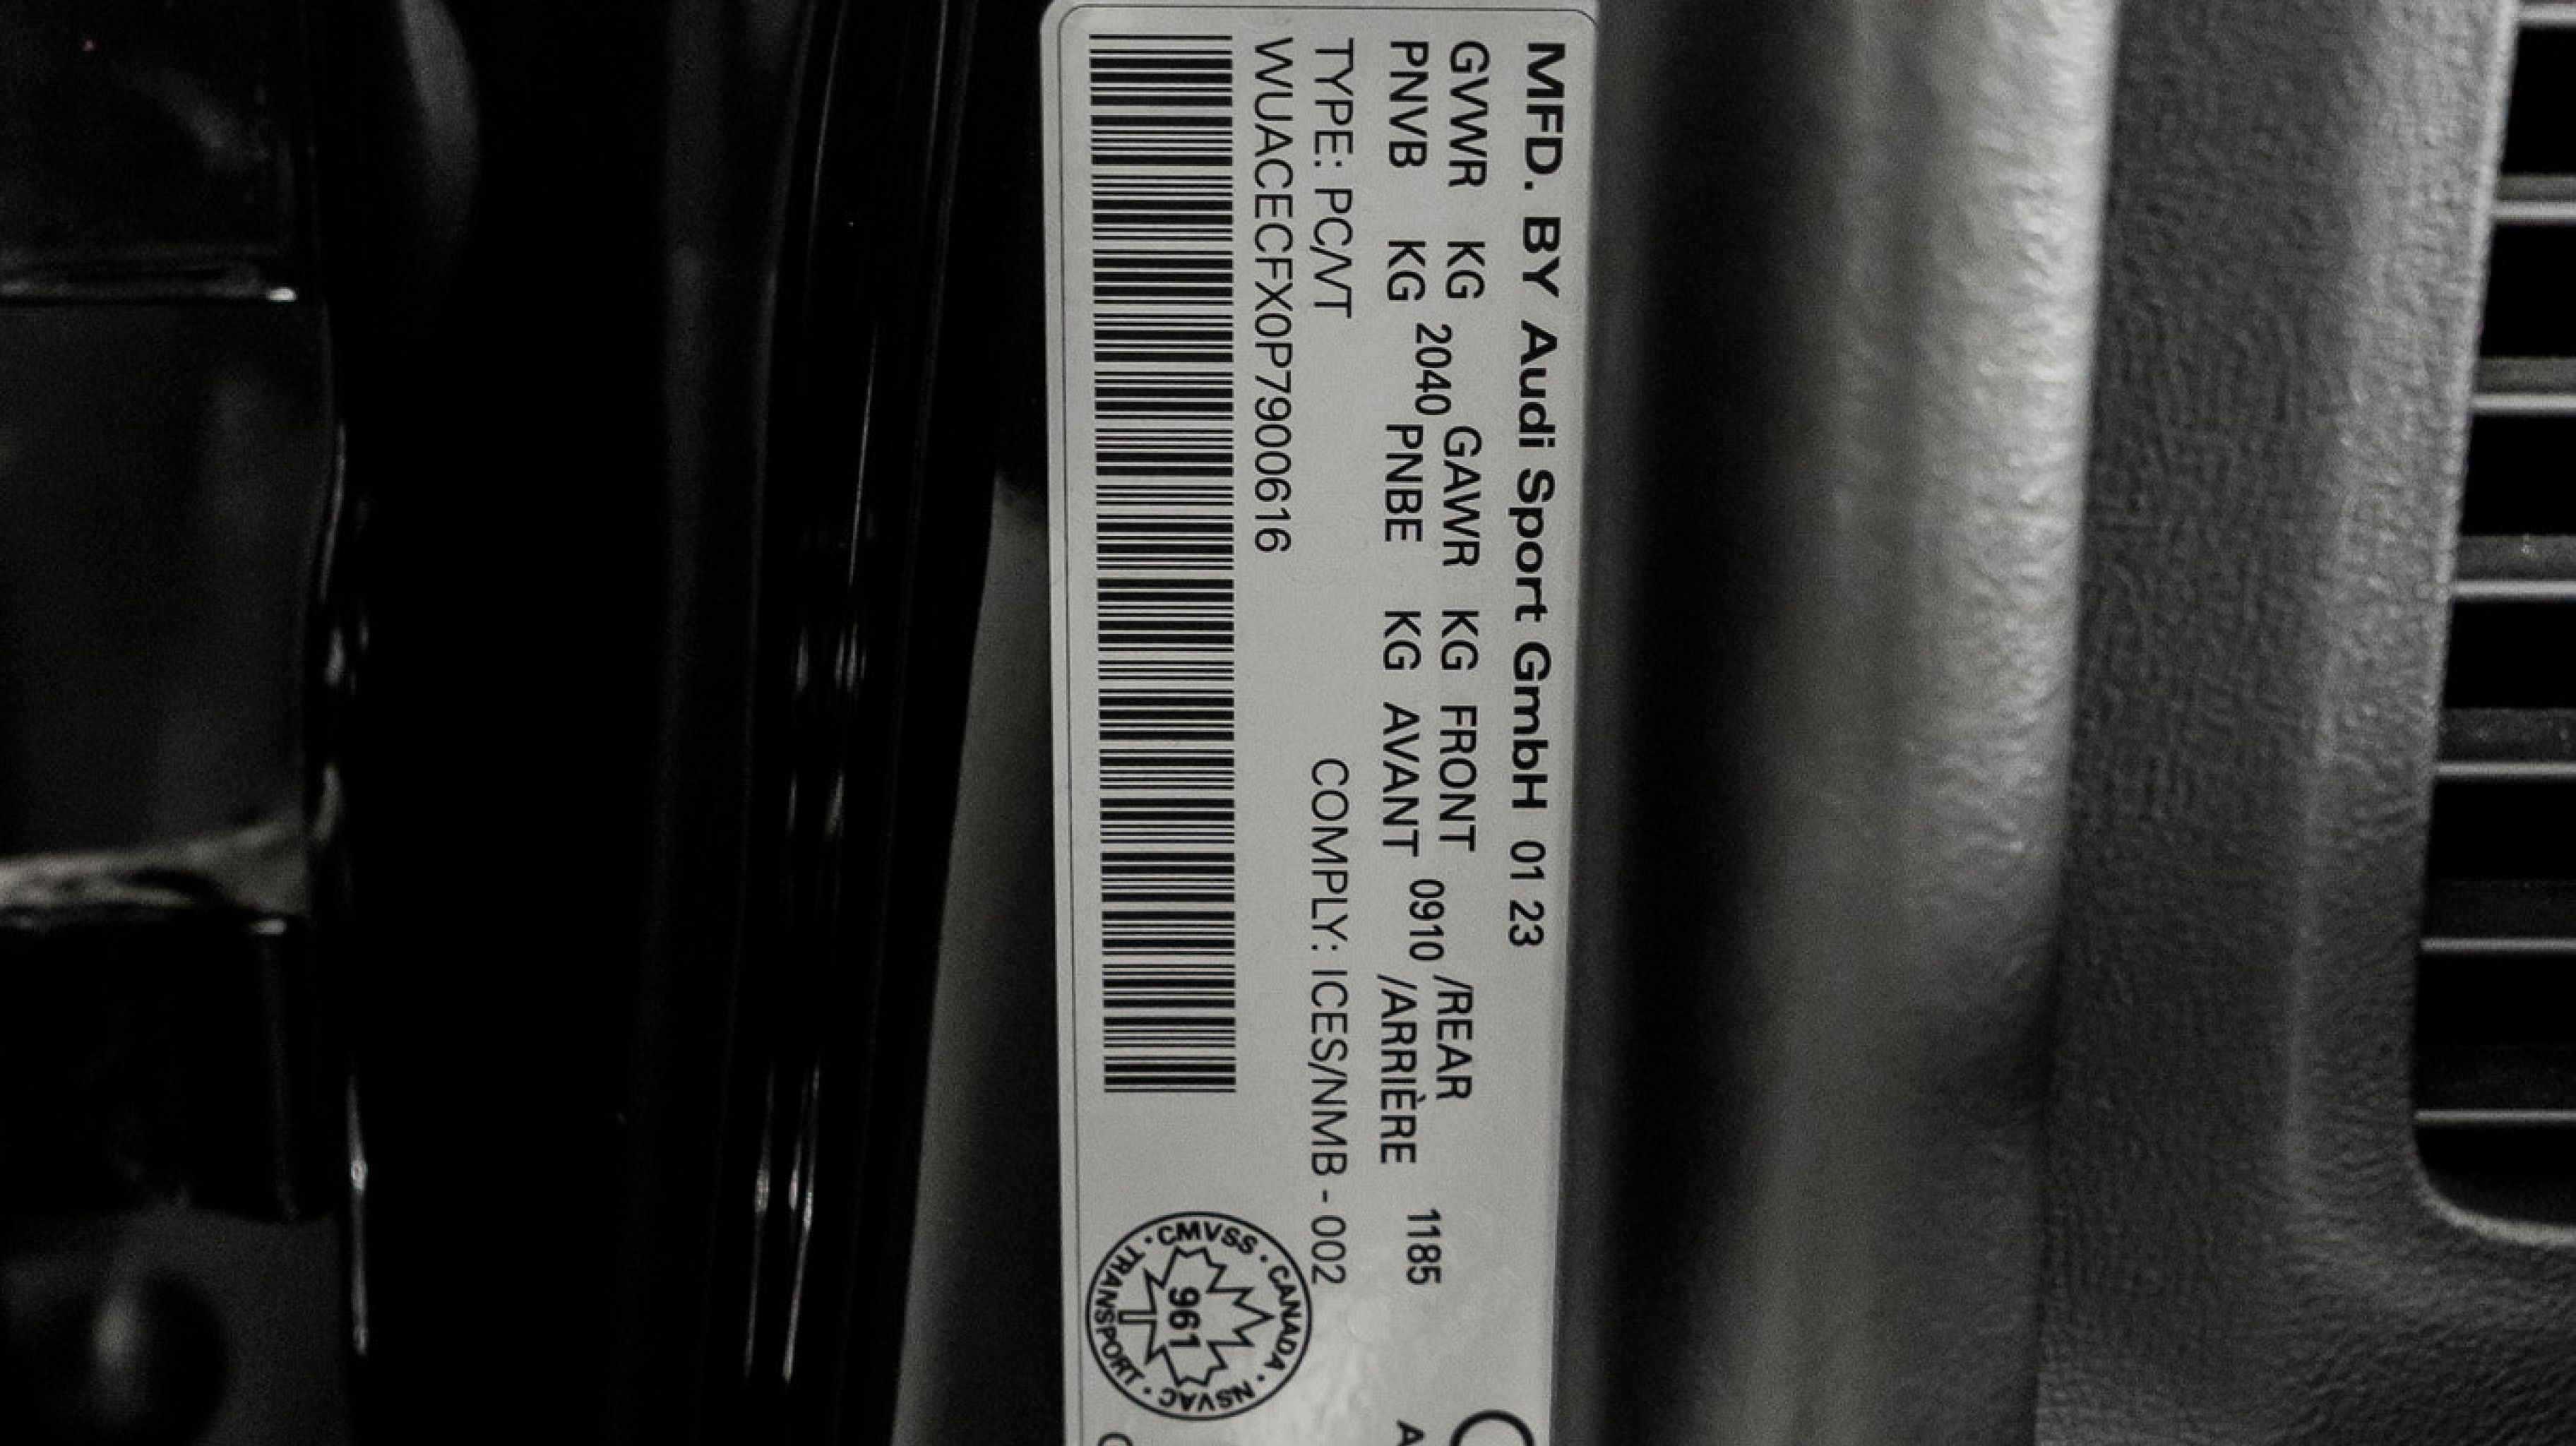 MFD. BY Audi Sport GmbH 01 23
GVWR KG 2040 GAWR KG FRONT 0910 /REAR 1185
PNVB KG PNBE KG AVANT /ARRIÈRE
TYPE: PC/VT COMPLY: ICES/NMB - 002
WUACECFX0P7900616
CMVSS · CANADA · NSVAC · TRANSPORT ·
961